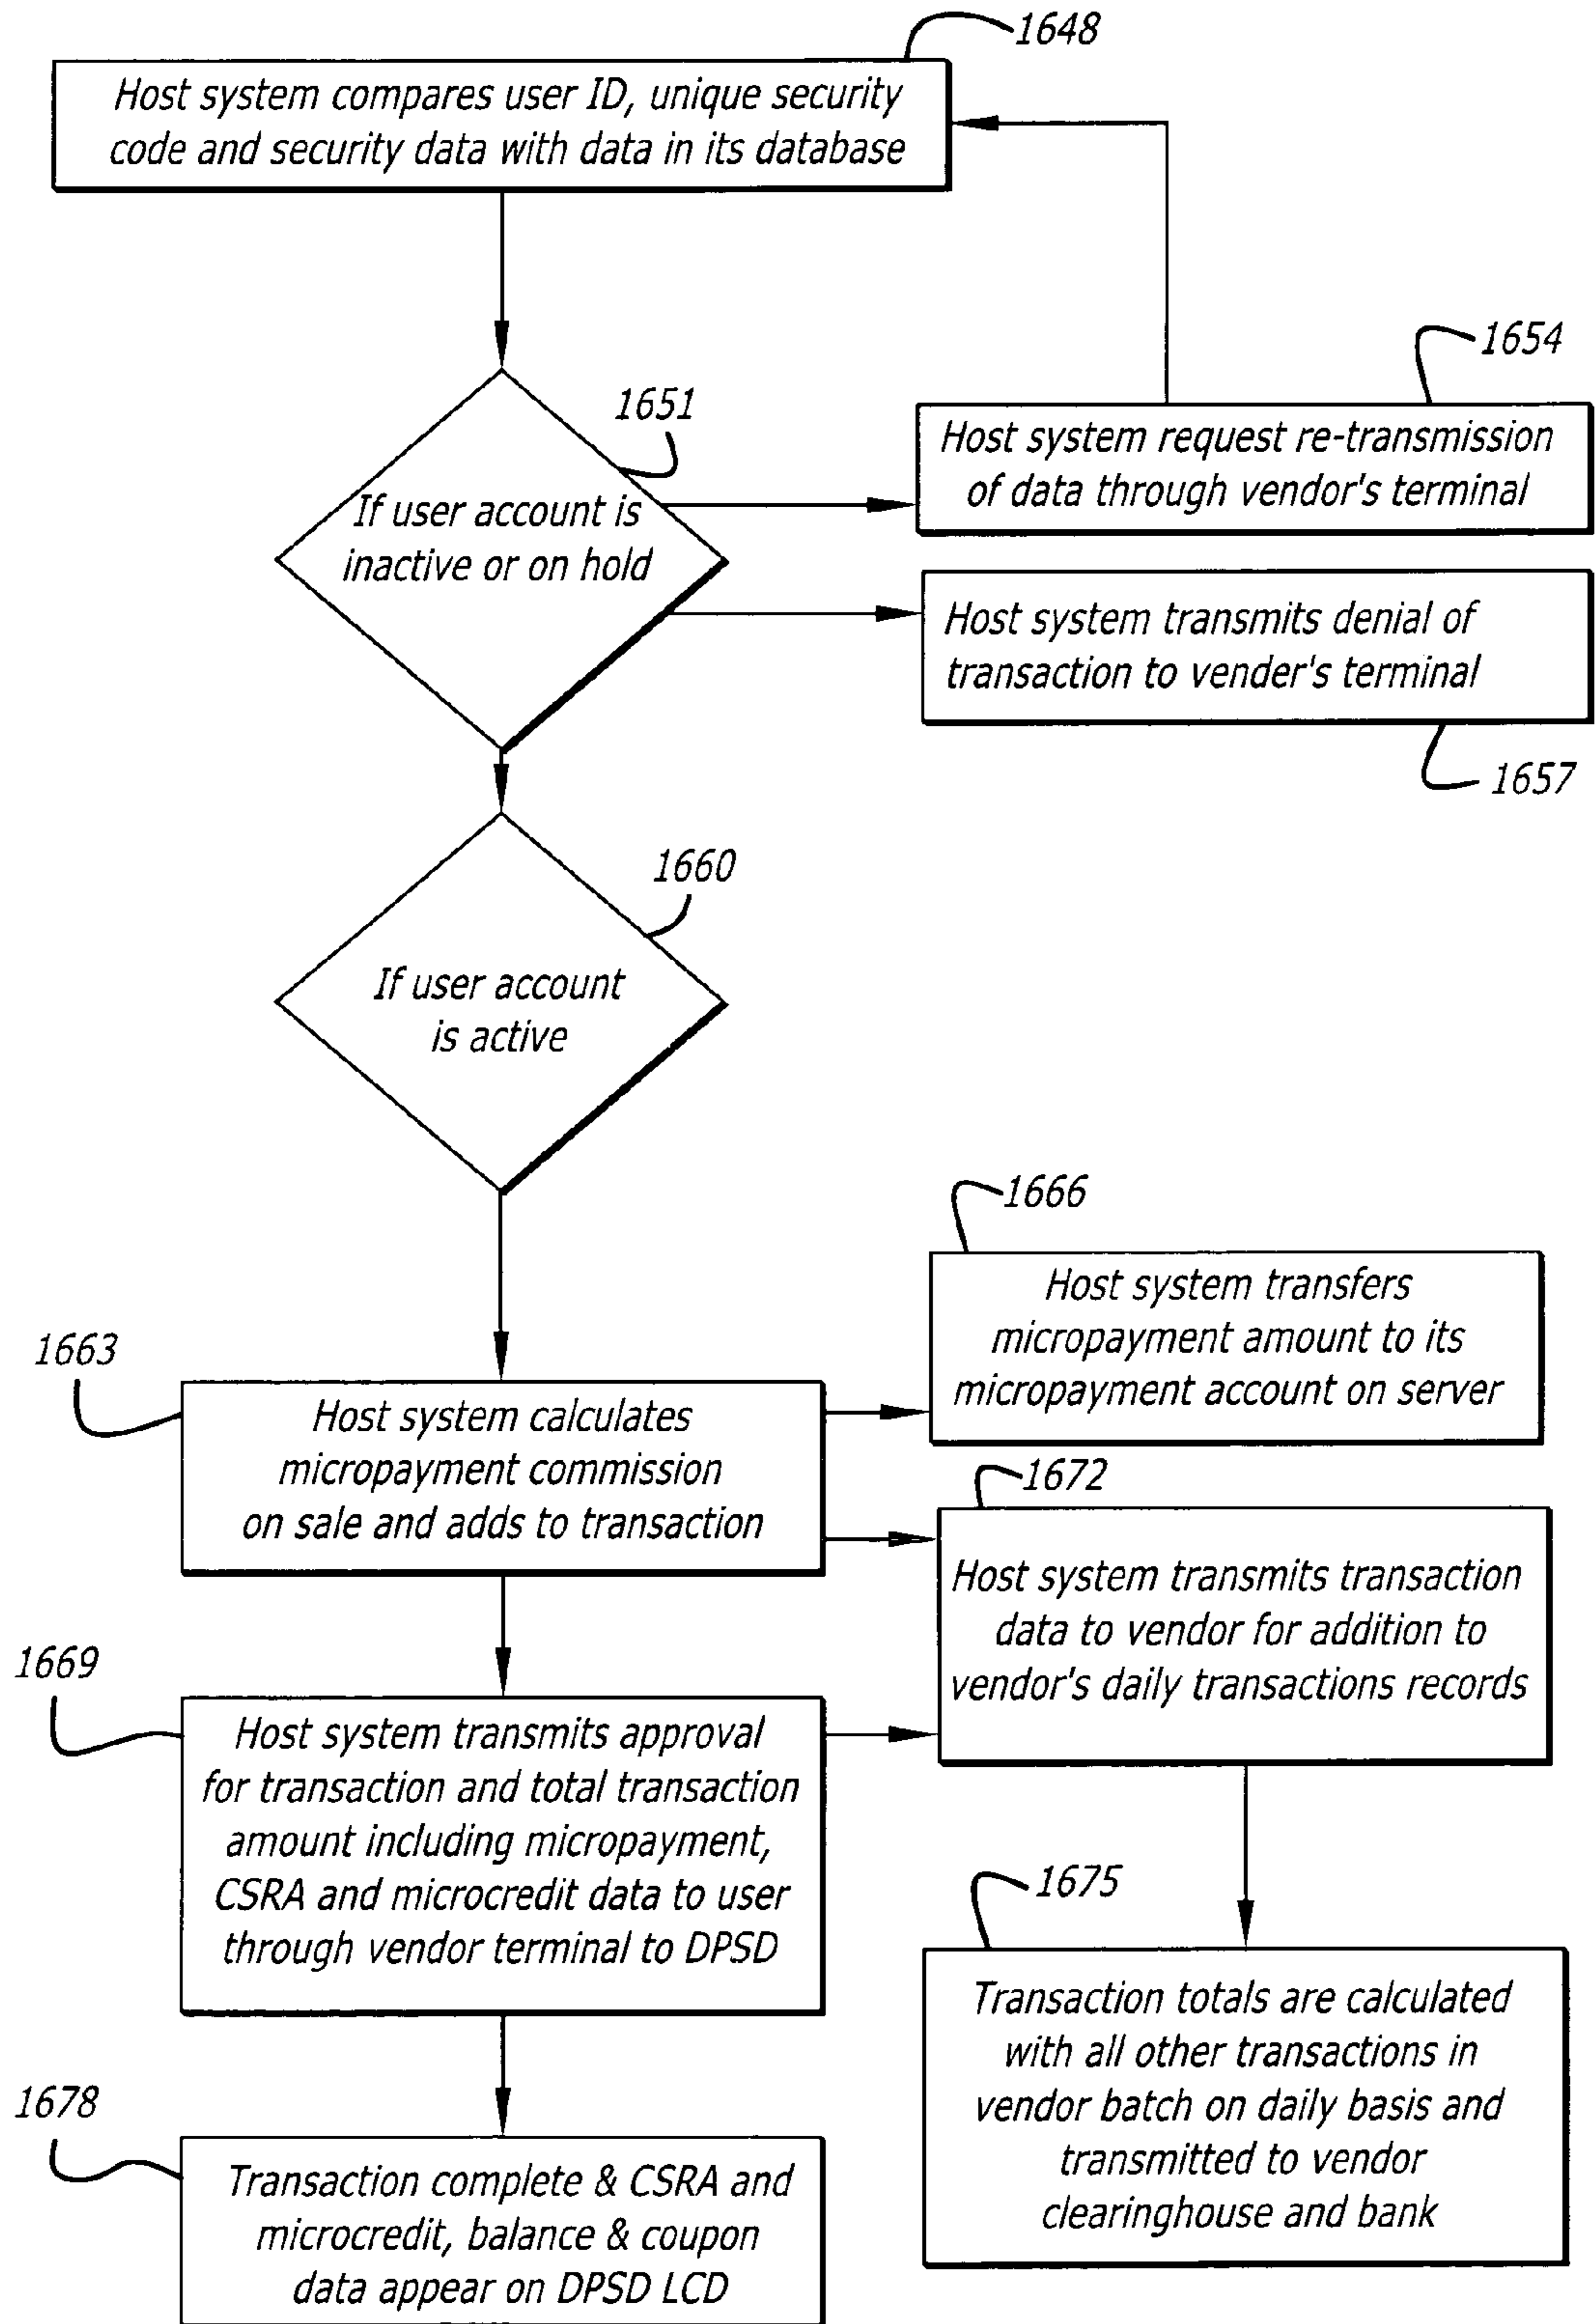 1648
Host system compares user ID, unique security
code and security data with data in its database
1651
If user account is
inactive or on hold
1654
Host system request re-transmission
of data through vendor's terminal
Host system transmits denial of
transaction to vender's terminal
1657
1660
If user account
is active
1666
Host system transfers
micropayment amount to its
micropayment account on server
1663
Host system calculates
micropayment commission
on sale and adds to transaction
1672
Host system transmits transaction
data to vendor for addition to
vendor's daily transactions records
1669
Host system transmits approval
for transaction and total transaction
amount including micropayment,
CSRA and microcredit data to user
through vendor terminal to DPSD
1675
Transaction totals are calculated
with all other transactions in
vendor batch on daily basis and
transmitted to vendor
clearinghouse and bank
1678
Transaction complete & CSRA and
microcredit, balance & coupon
data appear on DPSD LCD